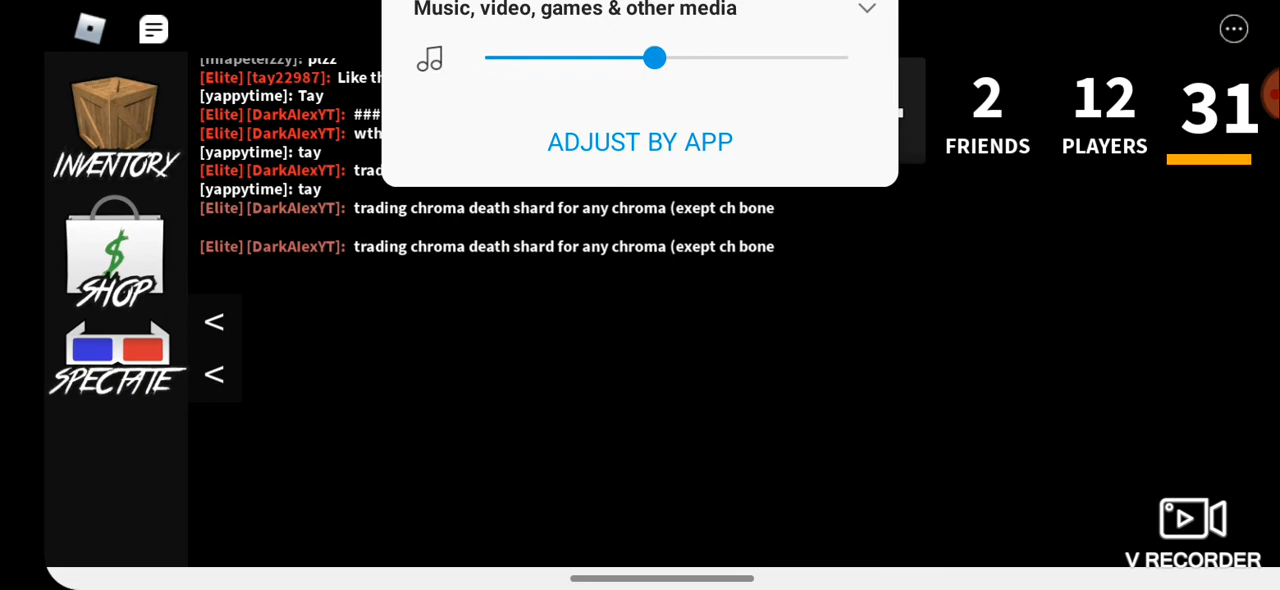 Music, video, games & other media
ADJUST BY APP
plzz
[Elite] [tay22987]: Like th
[yappytime]: Tay
[Elite] [DarkAlexYT]: ###
[Elite] [DarkAlexYT]: wth
[yappytime]: tay
[Elite] [DarkAlexYT]: trad
[yappytime]: tay
[Elite] [DarkAlexYT]: trading chroma death shard for any chroma (exept ch bone
[Elite] [DarkAlexYT]: trading chroma death shard for any chroma (exept ch bone
2
FRIENDS
12
PLAYERS
31
INVENTORY
$
SHOP
SPECTATE
<
<
V RECORDER